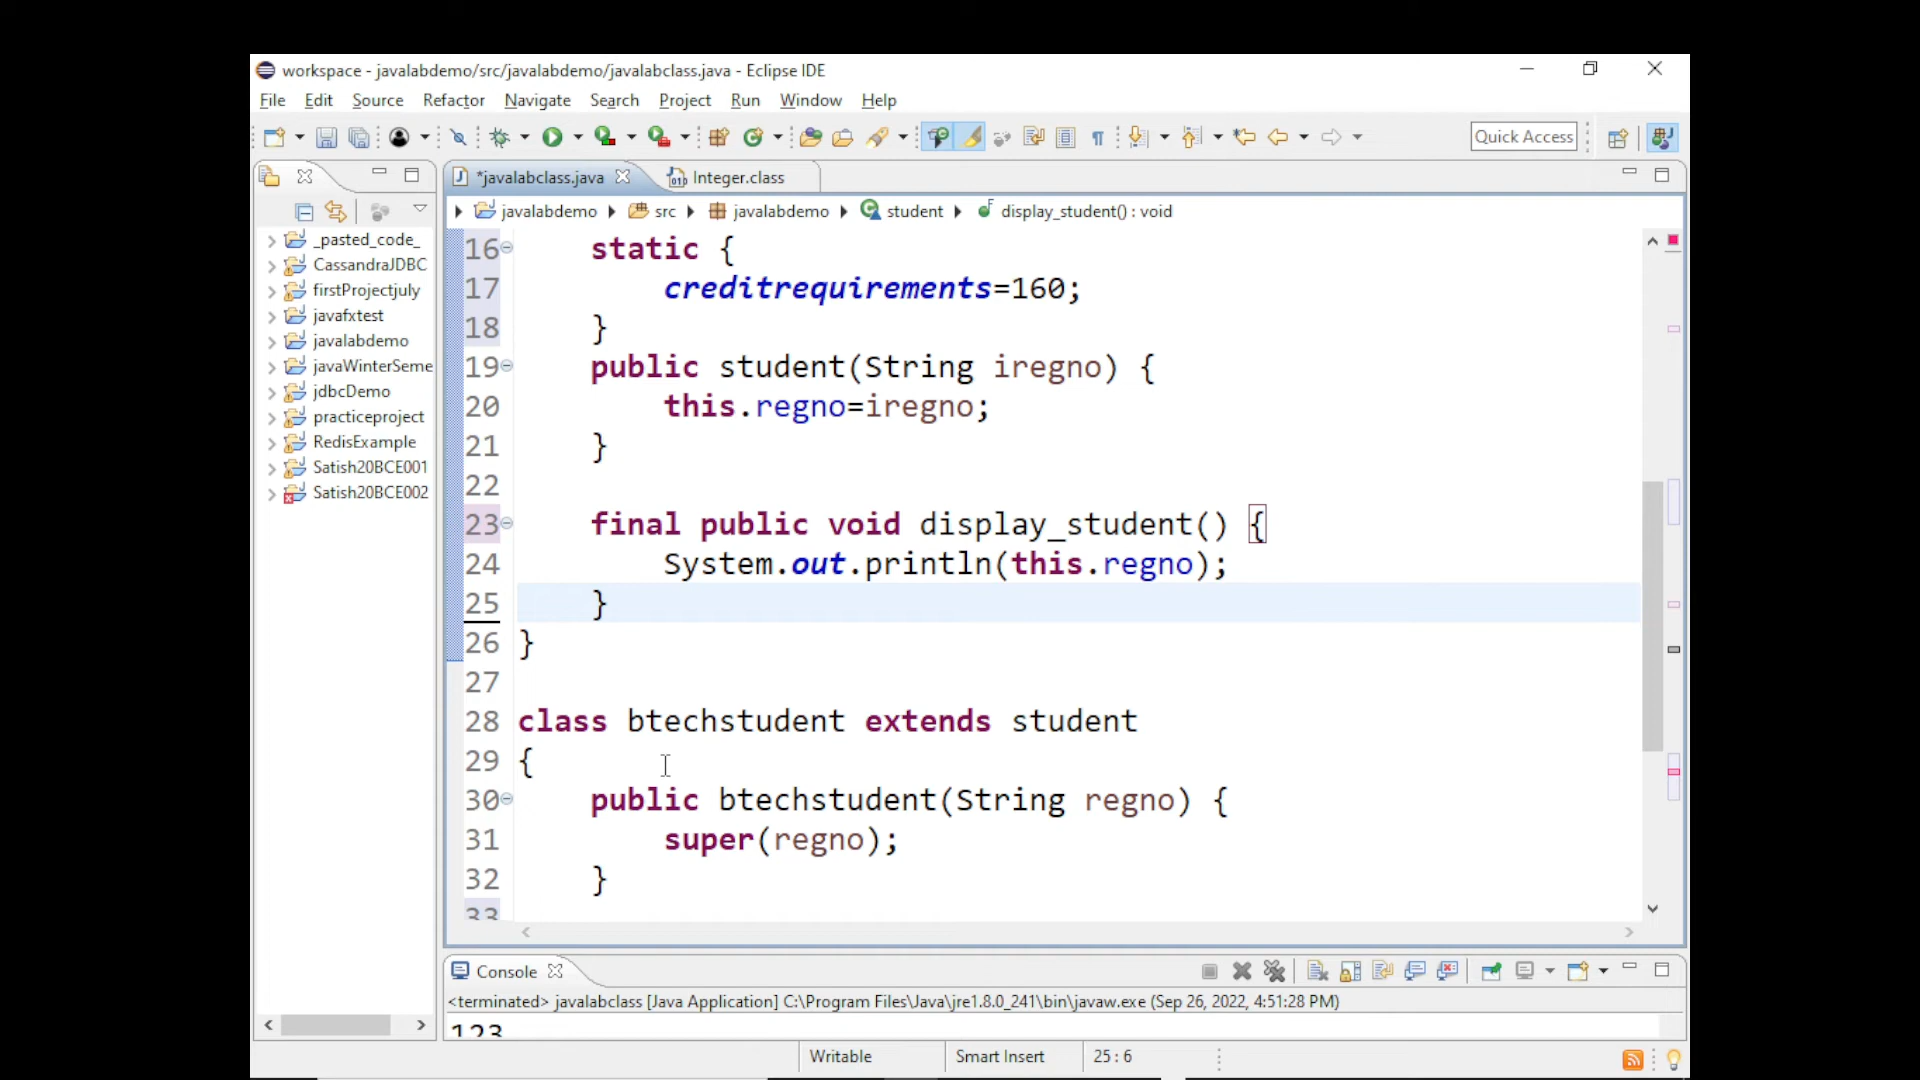 workspace - javalabdemo/src/javalabdemo/javalabclass.java - Eclipse IDE
File Edit Source Refactor Navigate Search Project Run Window Help
Quick Access
*javalabclass.java Integer.class
javalabdemo src javalabdemo student display_student() : void
_pasted_code_
CassandraJDBC
firstProjectjuly
javafxtest
javalabdemo
javaWinterSeme
jdbcDemo
practiceproject
RedisExample
Satish20BCE001
Satish20BCE002
16 static {
17 creditrequirements=160;
18 }
19 public student(String iregno) {
20 this.regno=iregno;
21 }
22
23 final public void display_student() {
24 System.out.println(this.regno);
25 }
26 }
27
28 class btechstudent extends student
29 {
30 public btechstudent(String regno) {
31 super(regno);
32 }
33
Console
<terminated> javalabclass [Java Application] C:\Program Files\Java\jre1.8.0_241\bin\javaw.exe (Sep 26, 2022, 4:51:28 PM)
123
Writable Smart Insert 25 : 6